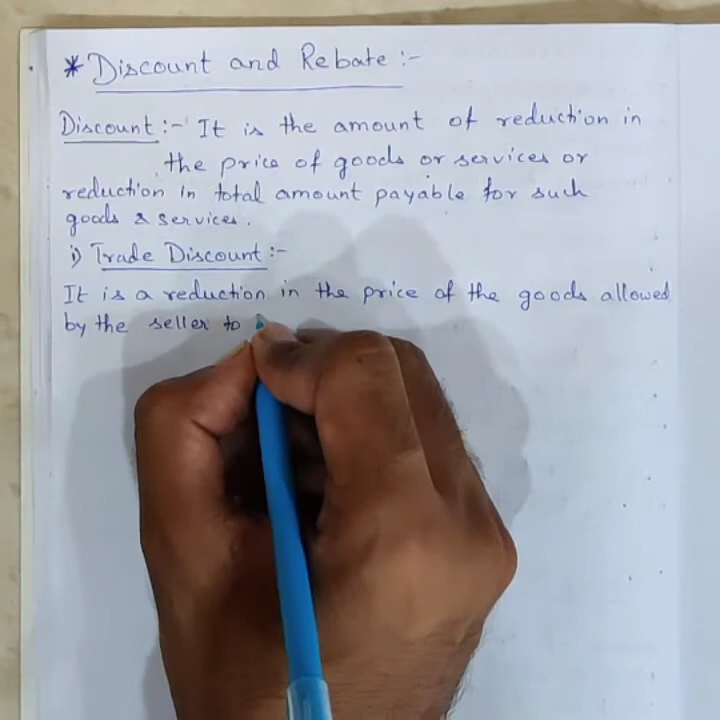 * Discount and Rebate :-
Discount :- It is the amount of reduction in
the price of goods or services or
reduction in total amount payable for such
goods & services.
i) Trade Discount :-
It is a reduction in the price of the goods allowed
by the seller to